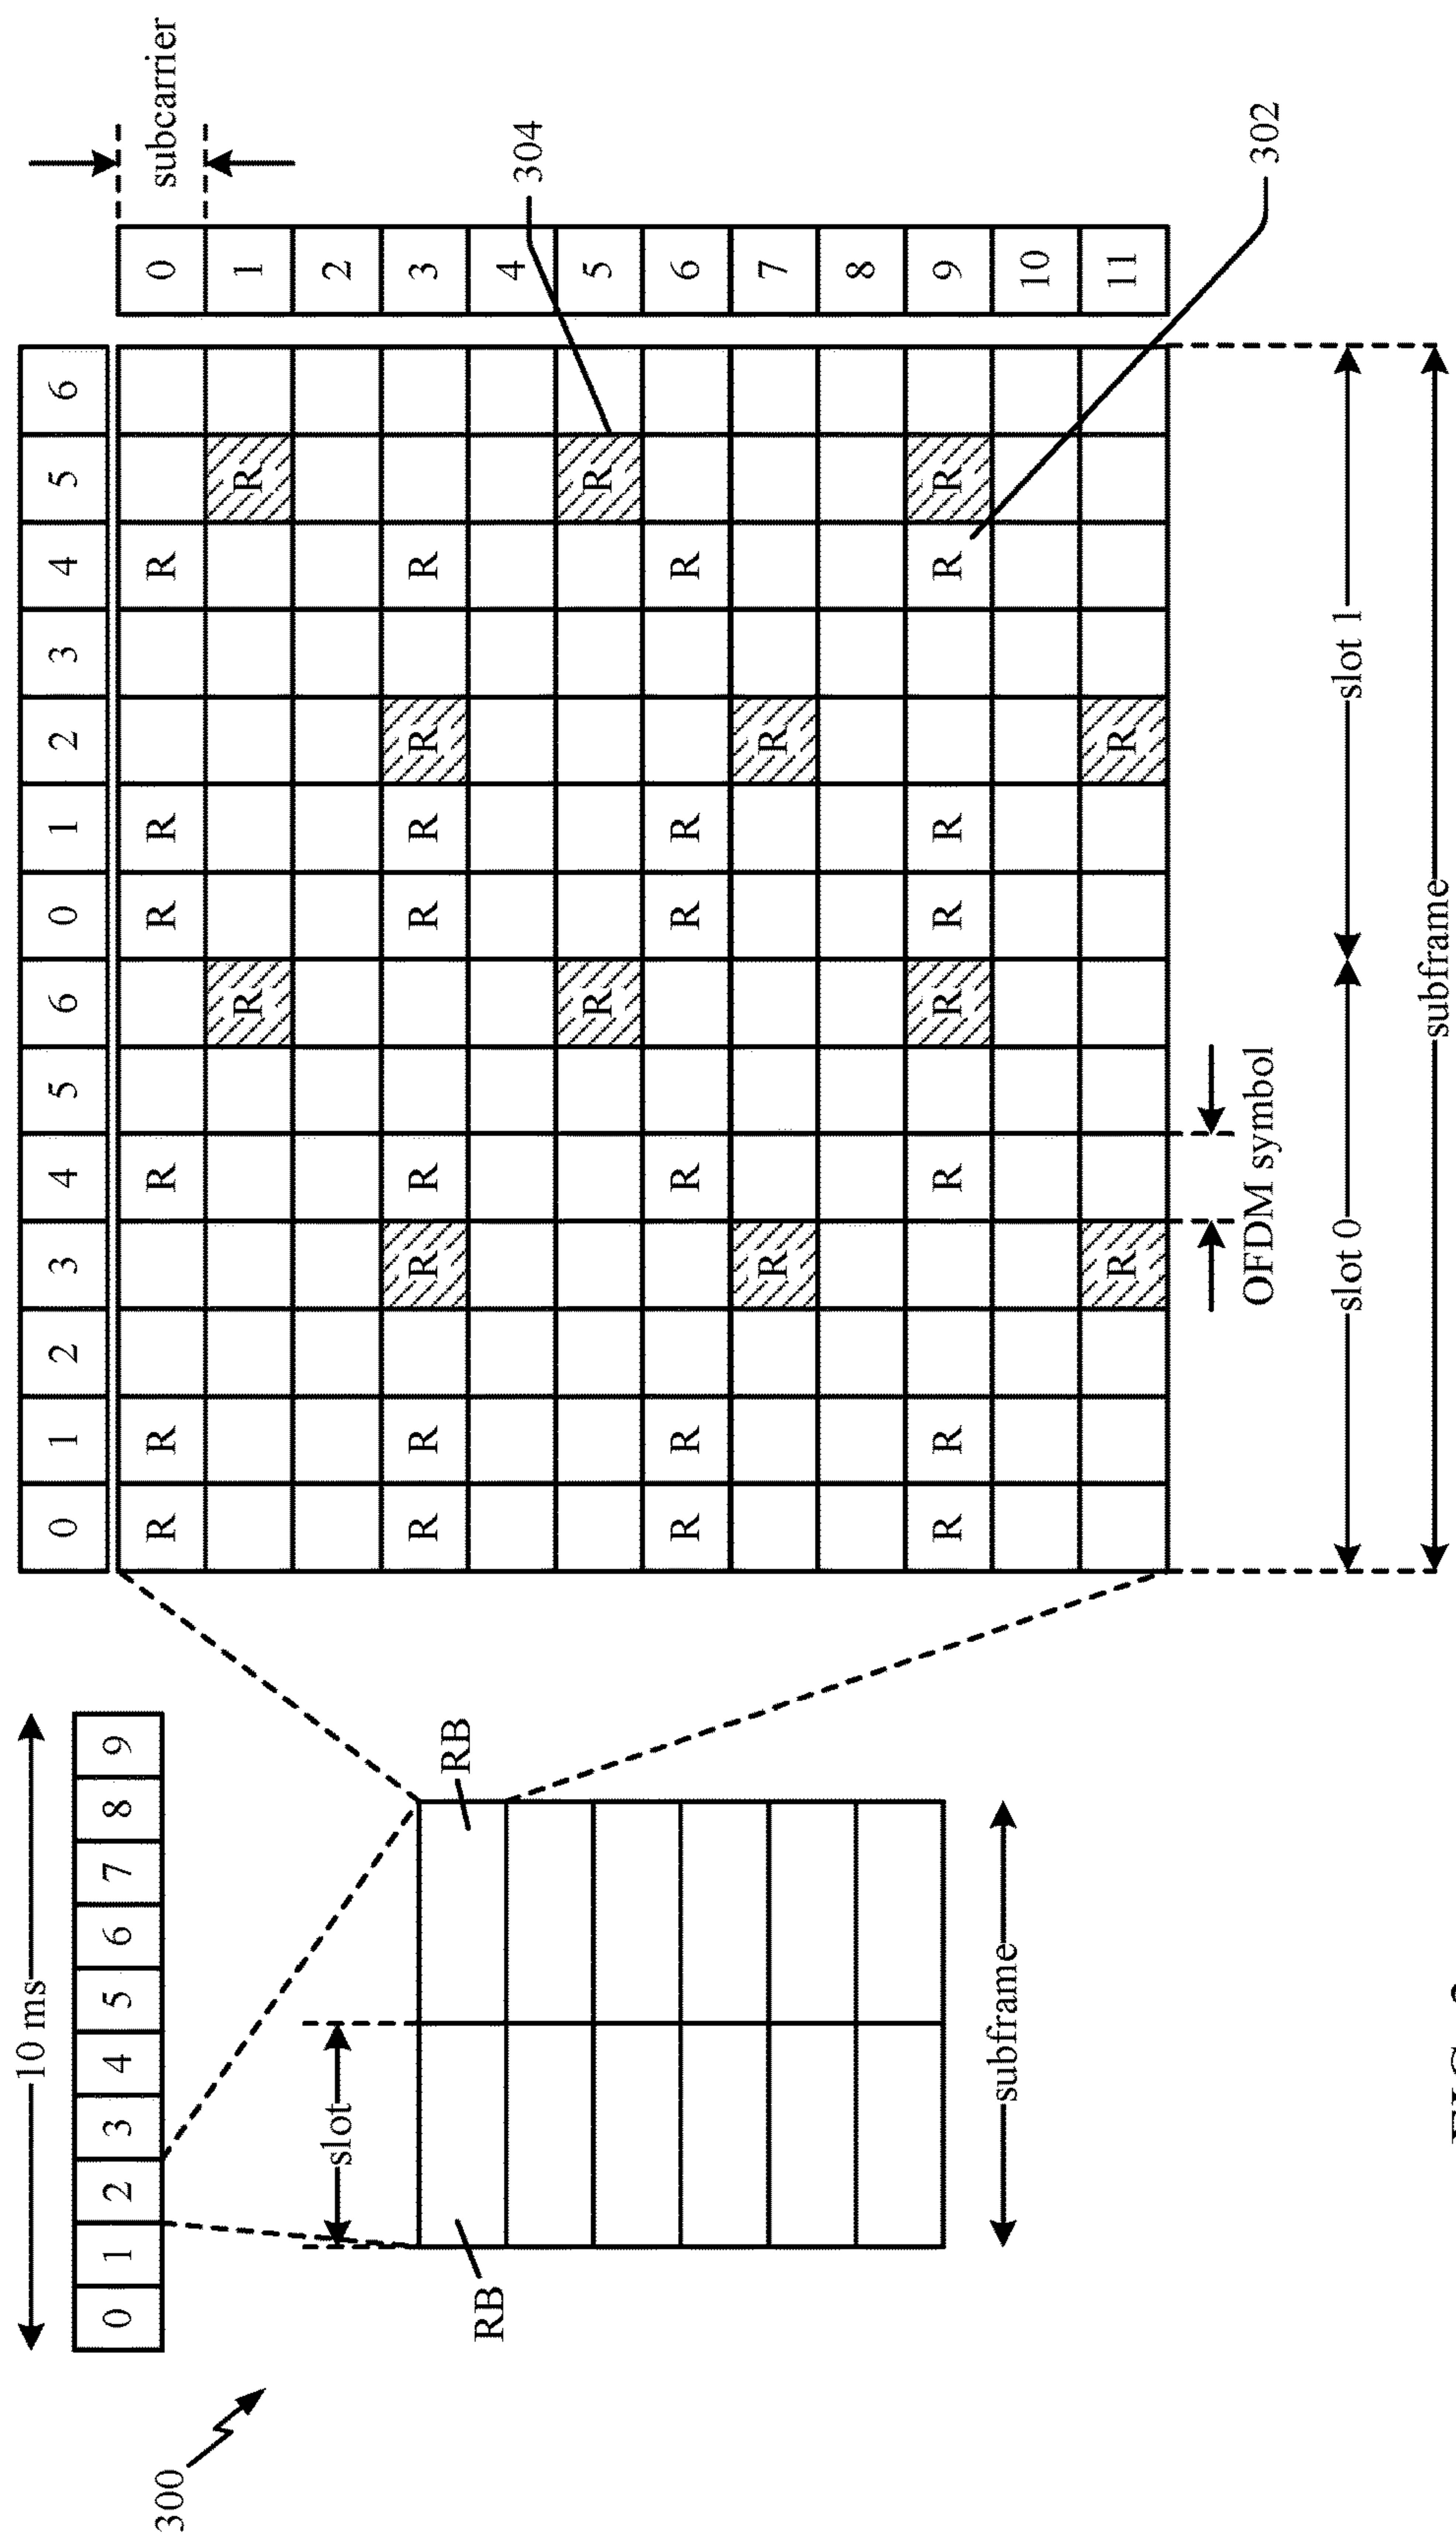 300
10 ms
0 1 2 3 4 5 6 7 8 9
slot
RB
RB
subframe
0 1 2 3 4 5 6 0 1 2 3 4 5 6
R R R R R R 0
R R 1
2
R R R R R R R R 3
4
R R 5
R R R R R R 6
R R 7
8
R R R R R R R R 9
10
R R 11
subcarrier
304
302
OFDM symbol
slot 0
slot 1
subframe